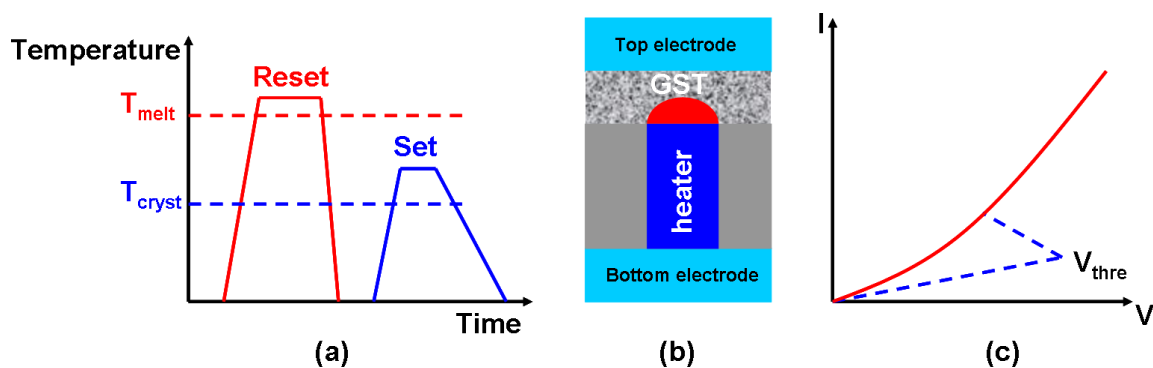 Temperature
Reset
T_melt
Set
T_cryst
Time
(a)
Top electrode
GST
heater
Bottom electrode
(b)
I
V_thre
V
(c)